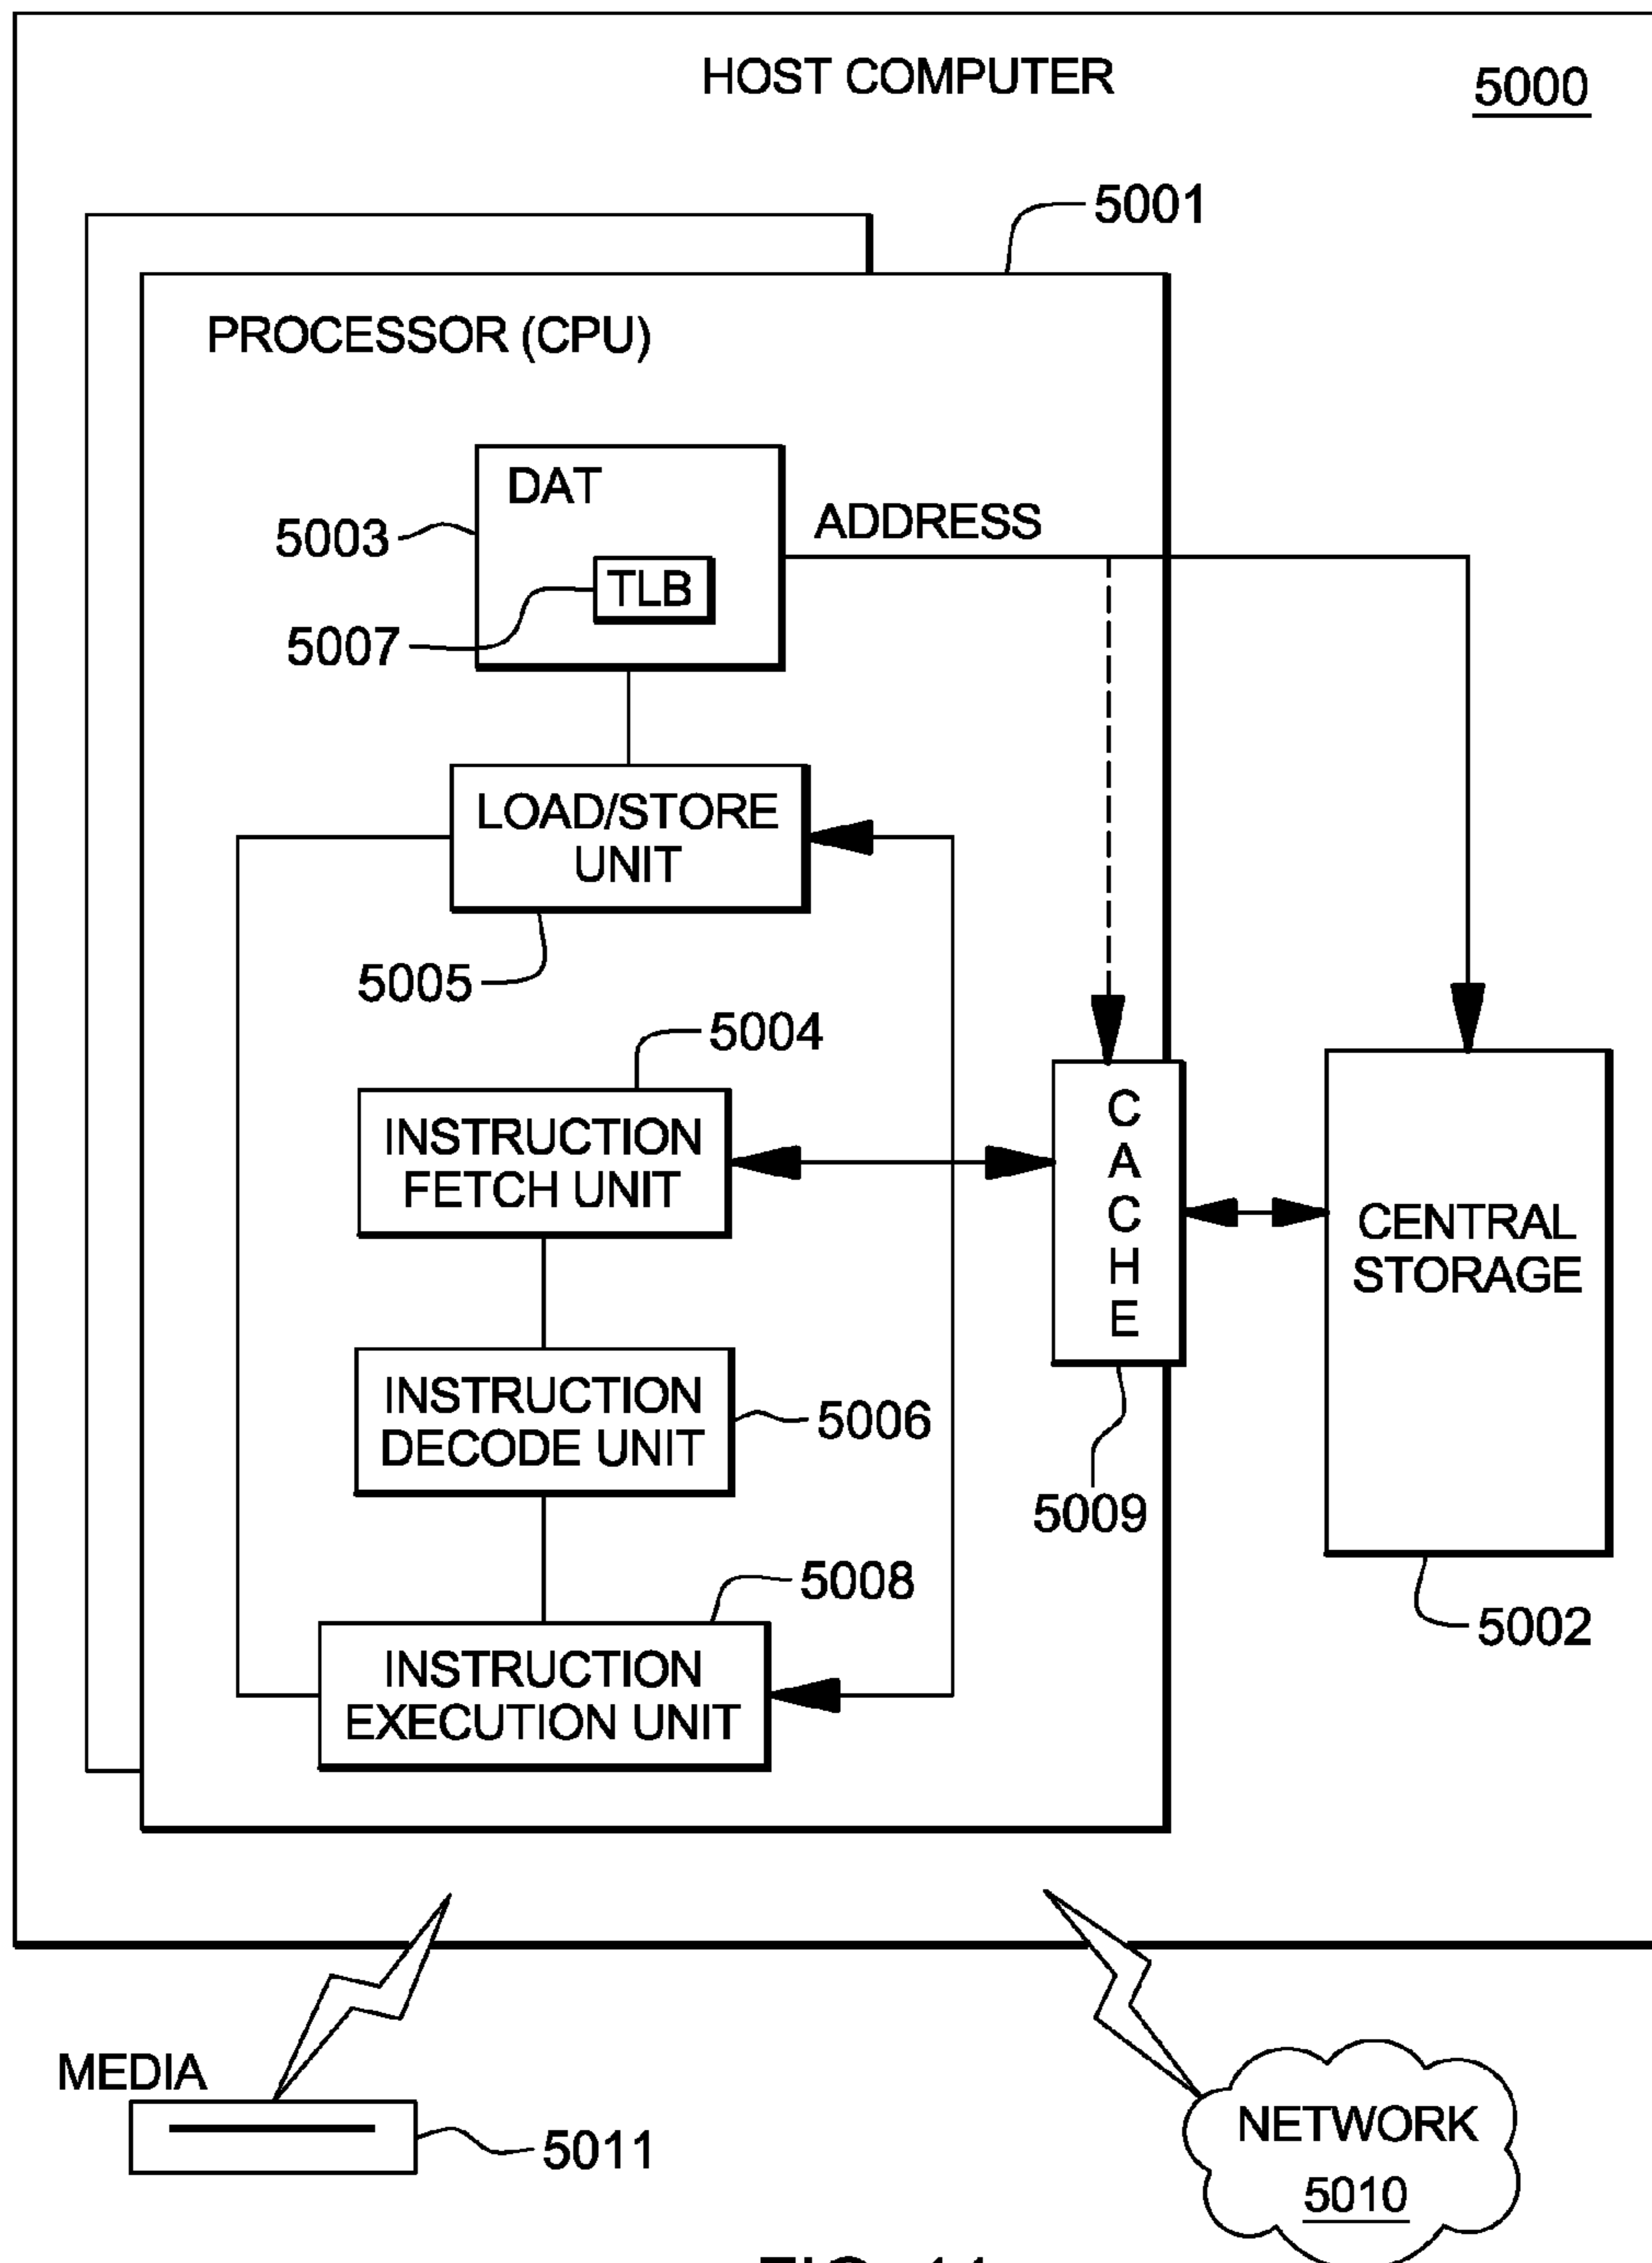 HOST COMPUTER
5000
5001
PROCESSOR (CPU)
DAT
5003
ADDRESS
TLB
5007
LOAD/STORE
UNIT
5005
5004
INSTRUCTION
FETCH UNIT
C
A
C
H
E
CENTRAL
STORAGE
INSTRUCTION
DECODE UNIT
5006
5009
5008
INSTRUCTION
EXECUTION UNIT
5002
MEDIA
5011
NETWORK
5010